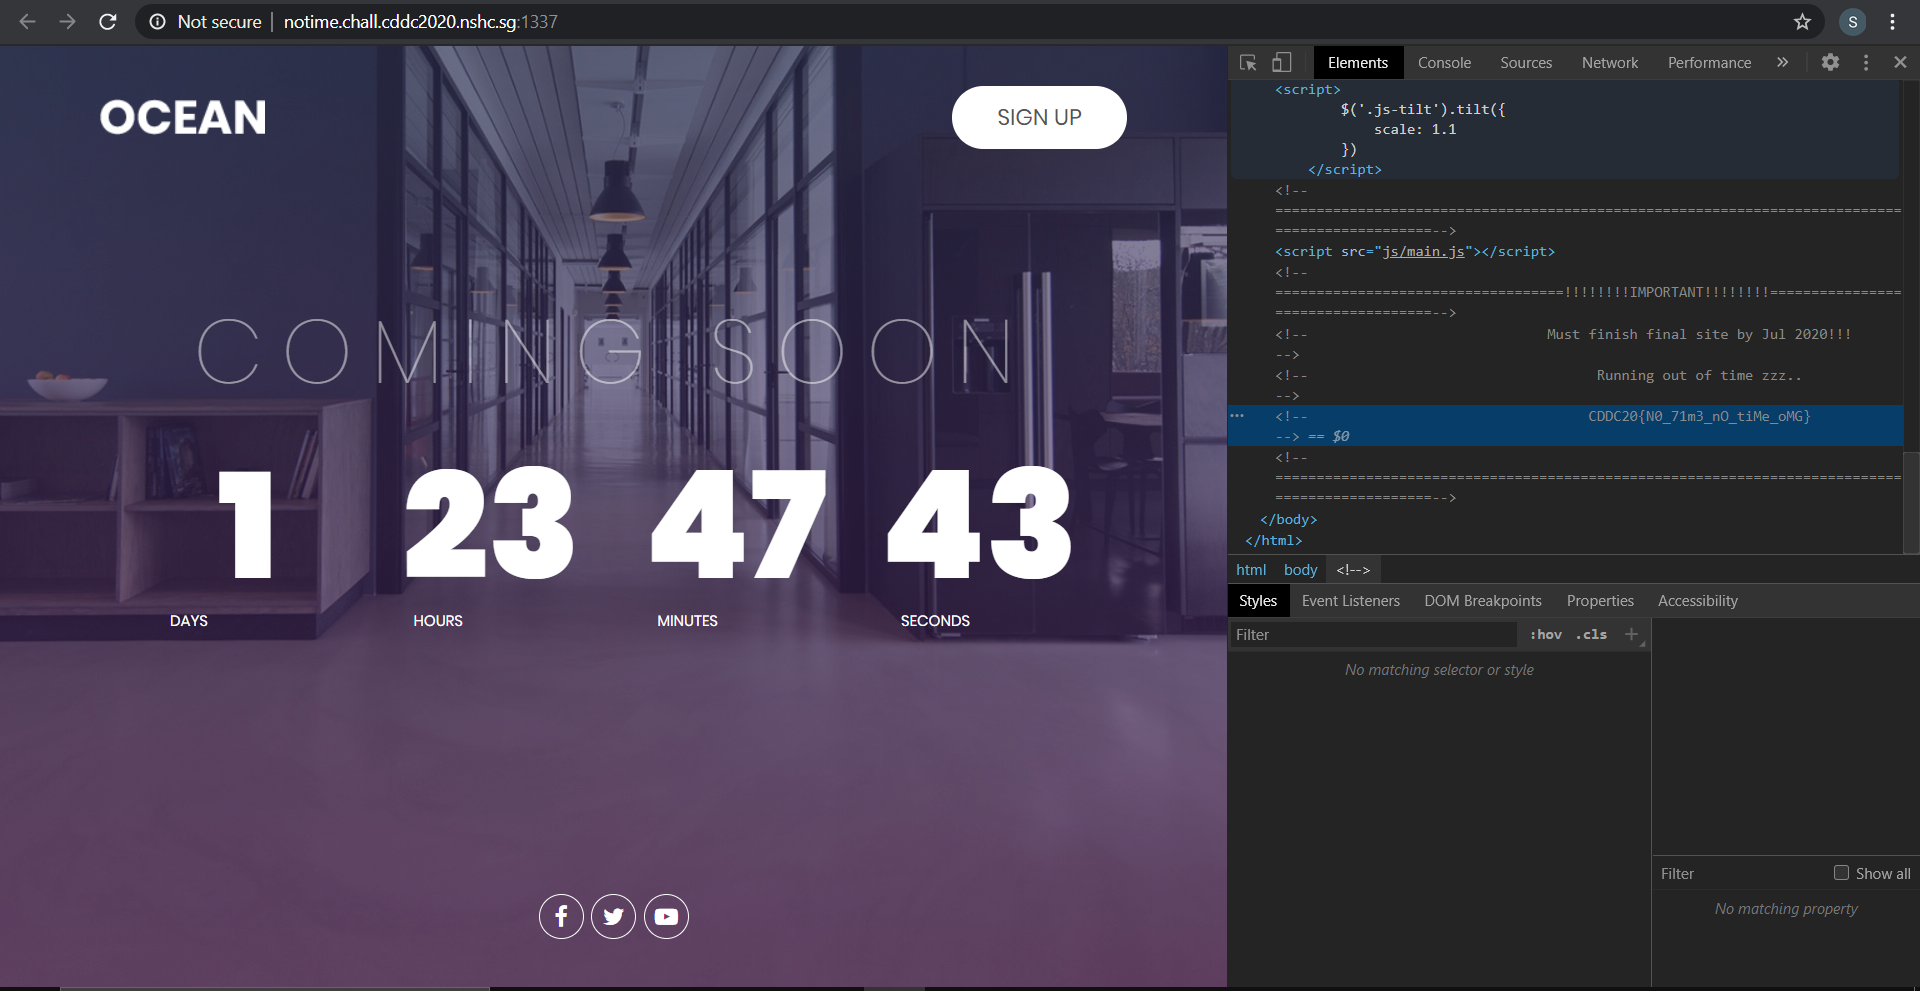 Not secure | notime.chall.cddc2020.nshc.sg:1337
S
OCEAN
SIGN UP
COMING SOON
1 23 47 43
DAYS HOURS MINUTES SECONDS
Elements Console Sources Network Performance »
<script>
$('.js-tilt').tilt({
scale: 1.1
})
</script>
<!--
============================================================================
===================-->
<script src="js/main.js"></script>
<!--
===================================!!!!!!!!IMPORTANT!!!!!!!!================
===================-->
<!-- Must finish final site by Jul 2020!!!
-->
<!-- Running out of time zzz..
-->
… <!-- CDDC20{N0_71m3_nO_tiMe_oMG}
--> == $0
<!--
============================================================================
===================-->
</body>
</html>
html body <!-->
Styles Event Listeners DOM Breakpoints Properties Accessibility
Filter :hov .cls +
No matching selector or style
Filter Show all
No matching property